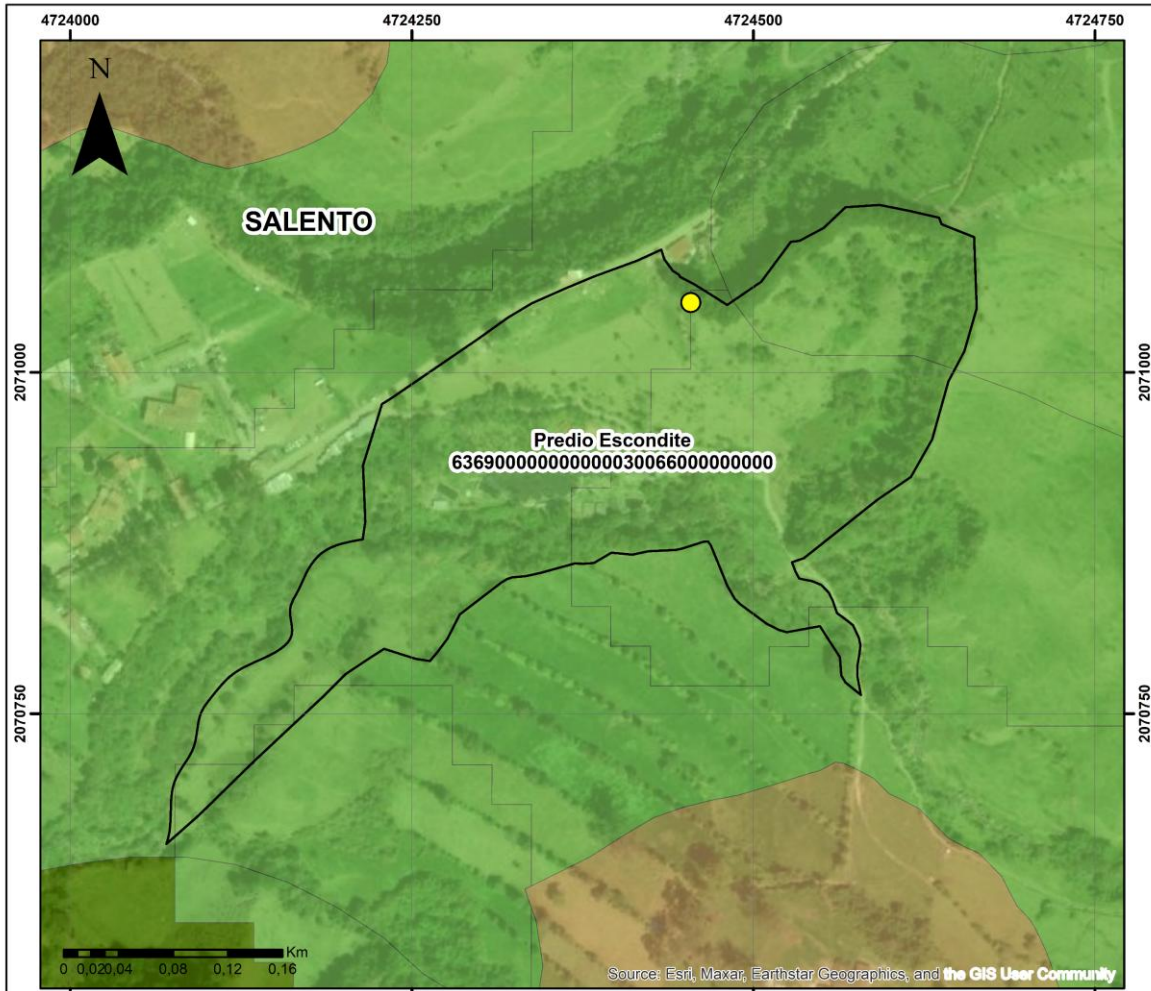 4724000 4724250 4724500 4724750
N
SALENTO
2071000 2071000
Predio Escondite
636900000000000030066000000000
2070750 2070750
Km
0 0,02 0,04 0,08 0,12 0,16
Source: Esri, Maxar, Earthstar Geographics, and the GIS User Community